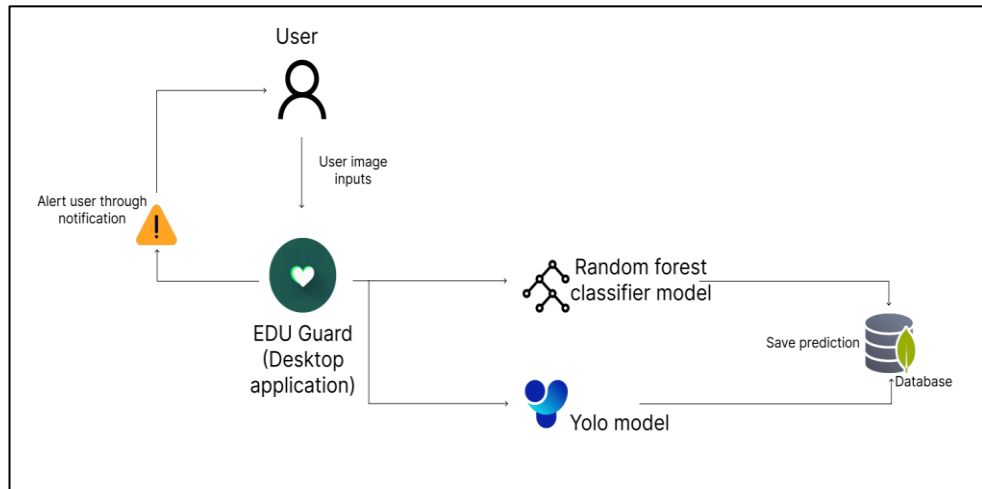 User
User image
inputs
Alert user through
notification
EDU Guard
(Desktop
application)
Random forest
classifier model
Yolo model
Save prediction
Database